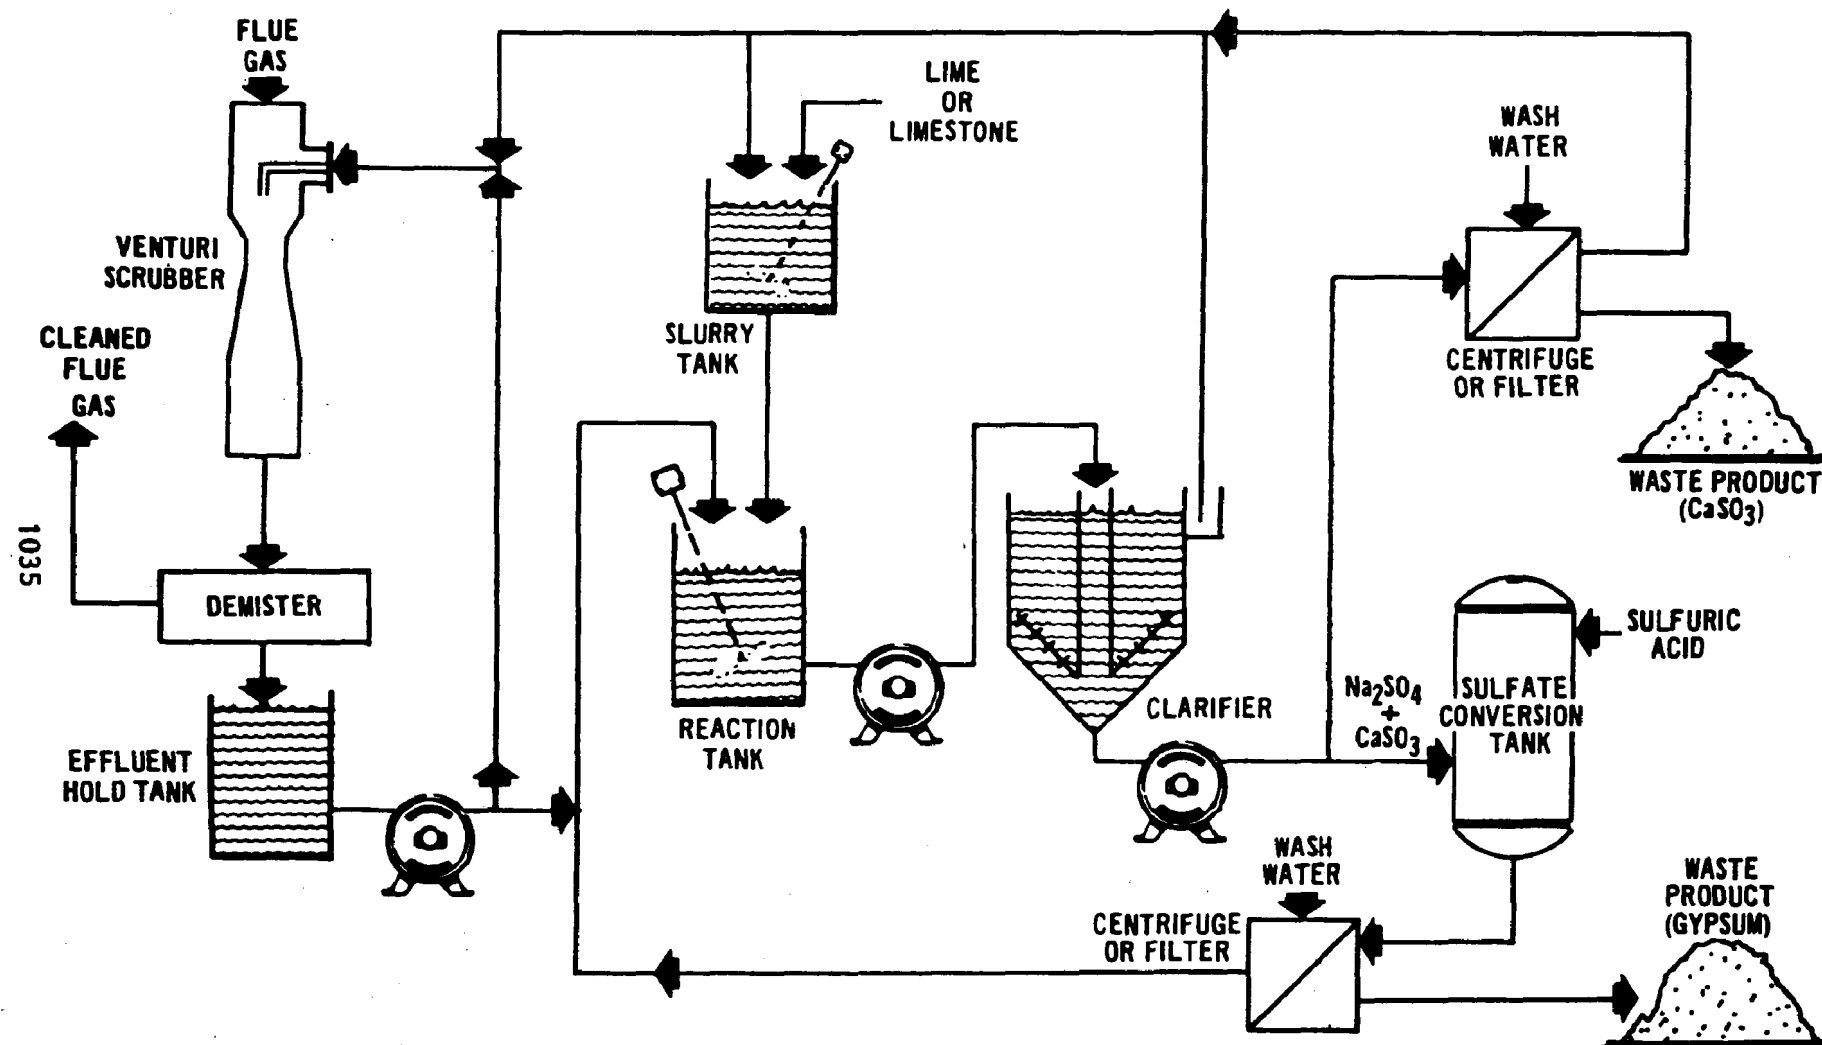 FLUE
GAS
LIME
OR
LIMESTONE
WASH
WATER
VENTURI
SCRUBBER
CLEANED
FLUE
GAS
SLURRY
TANK
CENTRIFUGE
OR FILTER
WASTE PRODUCT
(CaSO3)
1035
DEMISTER
SULFURIC
ACID
Na2SO4
+
CaSO3
SULFATE
CONVERSION
TANK
CLARIFIER
REACTION
TANK
EFFLUENT
HOLD TANK
WASH
WATER
CENTRIFUGE
OR FILTER
WASTE
PRODUCT
(GYPSUM)